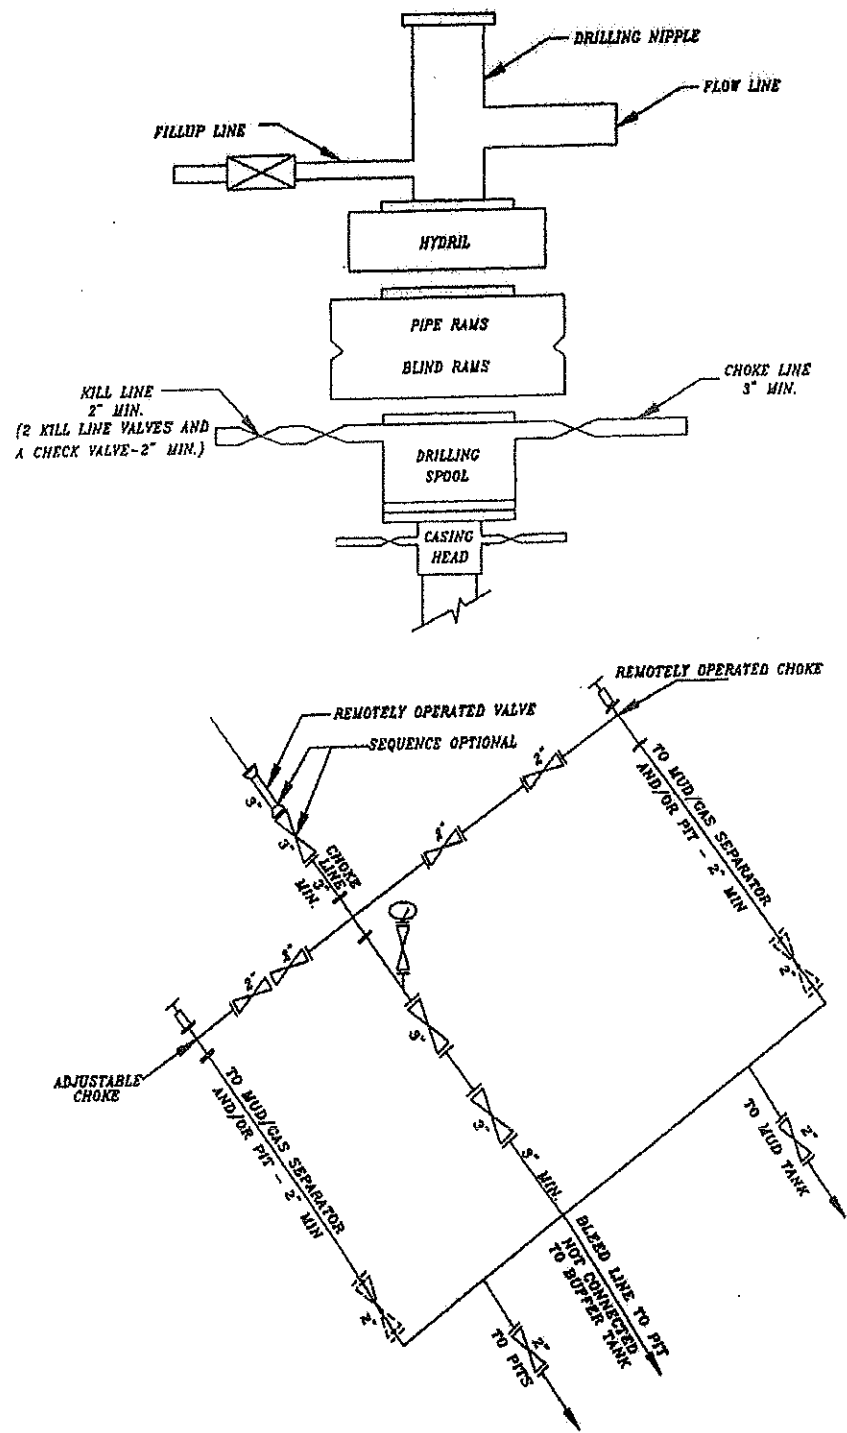 DRILLING NIPPLE
FLOW LINE
FILLUP LINE
HYDRIL
PIPE RAMS
BLIND RAMS
CHOKE LINE
3" MIN.
KILL LINE
2" MIN.
(2 KILL LINE VALVES AND
A CHECK VALVE-2" MIN.)
DRILLING
SPOOL
CASING
HEAD
REMOTELY OPERATED CHOKE
REMOTELY OPERATED VALVE
SEQUENCE OPTIONAL
3"
3"
CHOKE
LINE
3"
MIN.
2"
2"
TO MUD/GAS SEPARATOR
AND/OR PIT - 2" MIN
2"
2"
2"
3"
3"
3" MIN.
ADJUSTABLE
CHOKE
TO MUD/GAS SEPARATOR
AND/OR PIT - 2" MIN
2"
TO MUD TANK
2"
BLEED LINE TO PIT
NOT CONNECTED
TO BUFFER TANK
TO PITS
2"